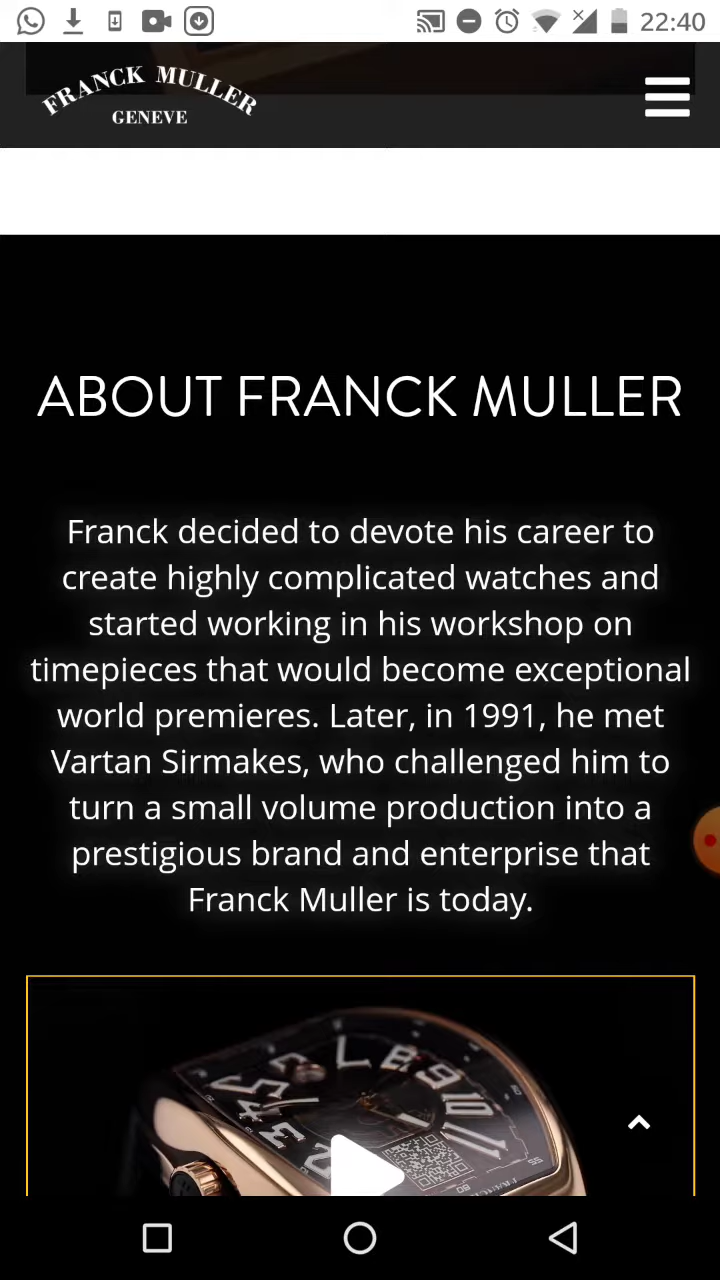 22:40
FRANCK MULLER
GENEVE
ABOUT FRANCK MULLER
Franck decided to devote his career to
create highly complicated watches and
started working in his workshop on
timepieces that would become exceptional
world premieres. Later, in 1991, he met
Vartan Sirmakes, who challenged him to
turn a small volume production into a
prestigious brand and enterprise that
Franck Muller is today.